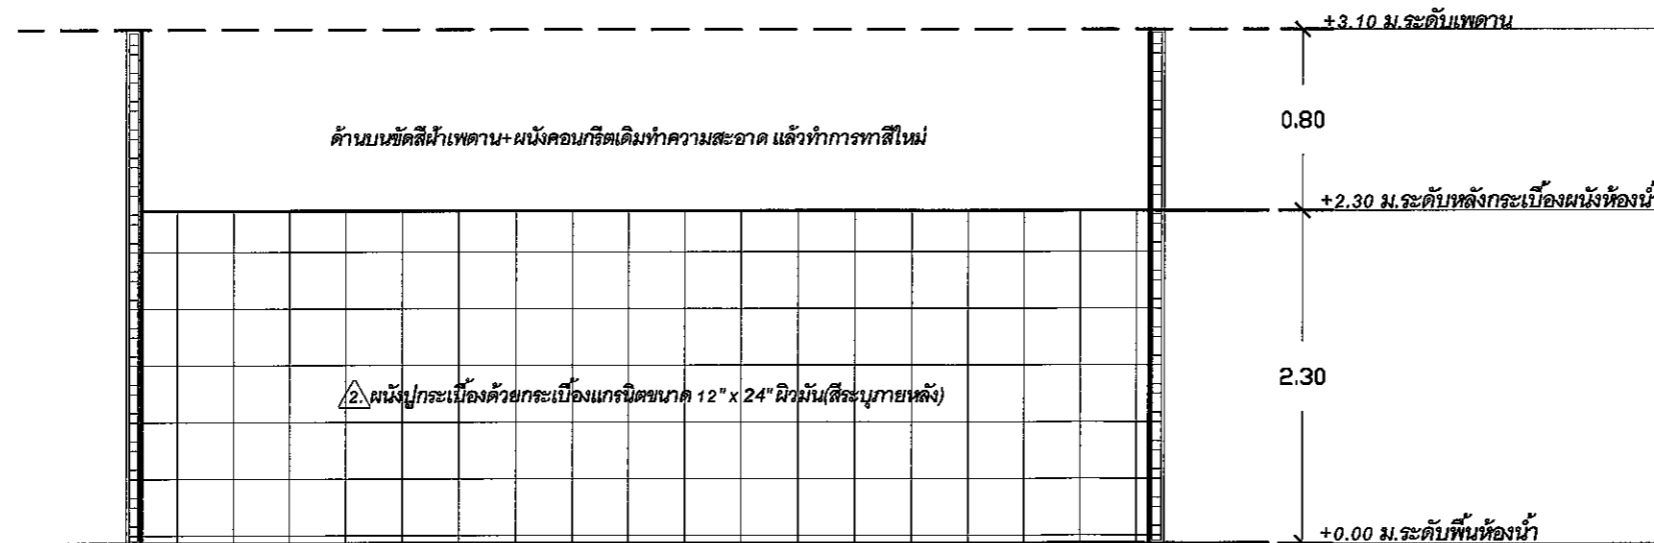 +3.10 ม.ระดับเพดาน
0.80
ด้านบนขัดสีฝ้าเพดาน+ผนังคอนกรีตเดิมทำความสะอาด แล้วทำการทาสีใหม่
+2.30 ม.ระดับหลังกระเบื้องผนังห้องน้ำ
2.30
2. ผนังปูกระเบื้องด้วยกระเบื้องแกรนิตขนาด 12" x 24" ผิวมัน(สีระบุภายหลัง)
+0.00 ม.ระดับพื้นห้องน้ำ